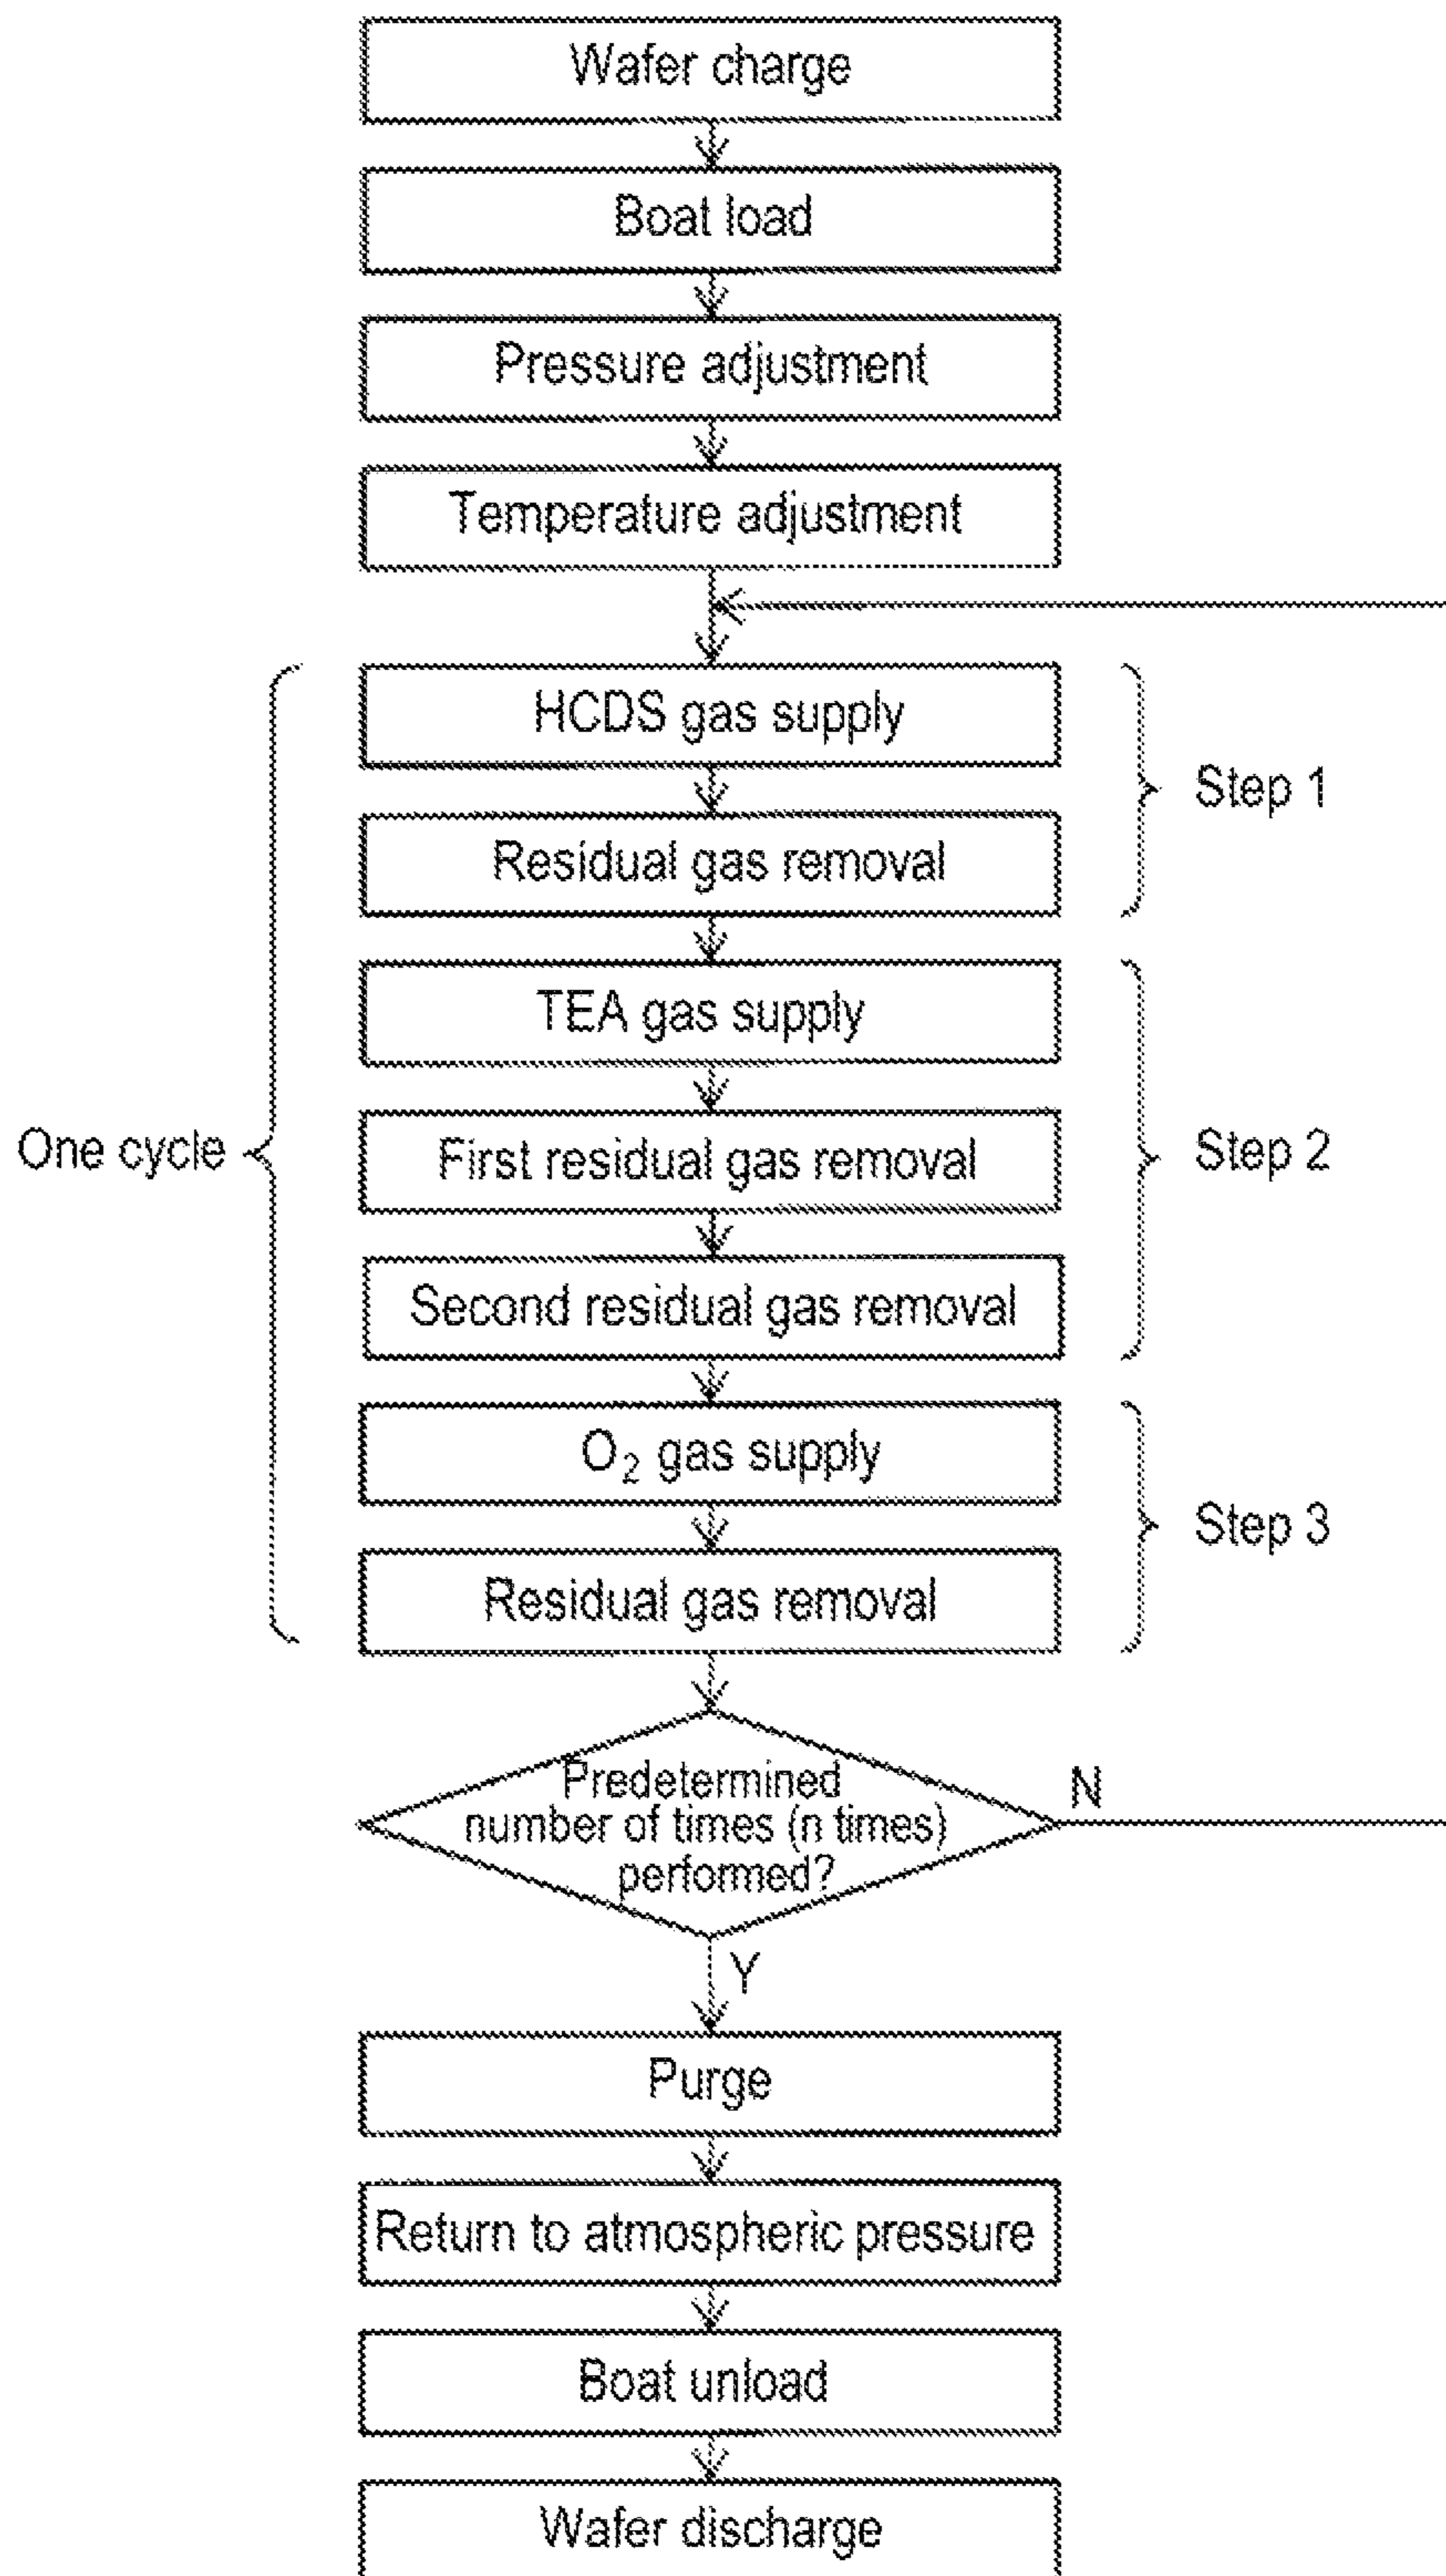 Wafer charge
Boat load
Pressure adjustment
Temperature adjustment
HCDS gas supply
Step 1
Residual gas removal
TEA gas supply
One cycle
First residual gas removal
Step 2
Second residual gas removal
O₂ gas supply
Step 3
Residual gas removal
Predetermined
number of times (n times)
performed?
N
Y
Purge
Return to atmospheric pressure
Boat unload
Wafer discharge